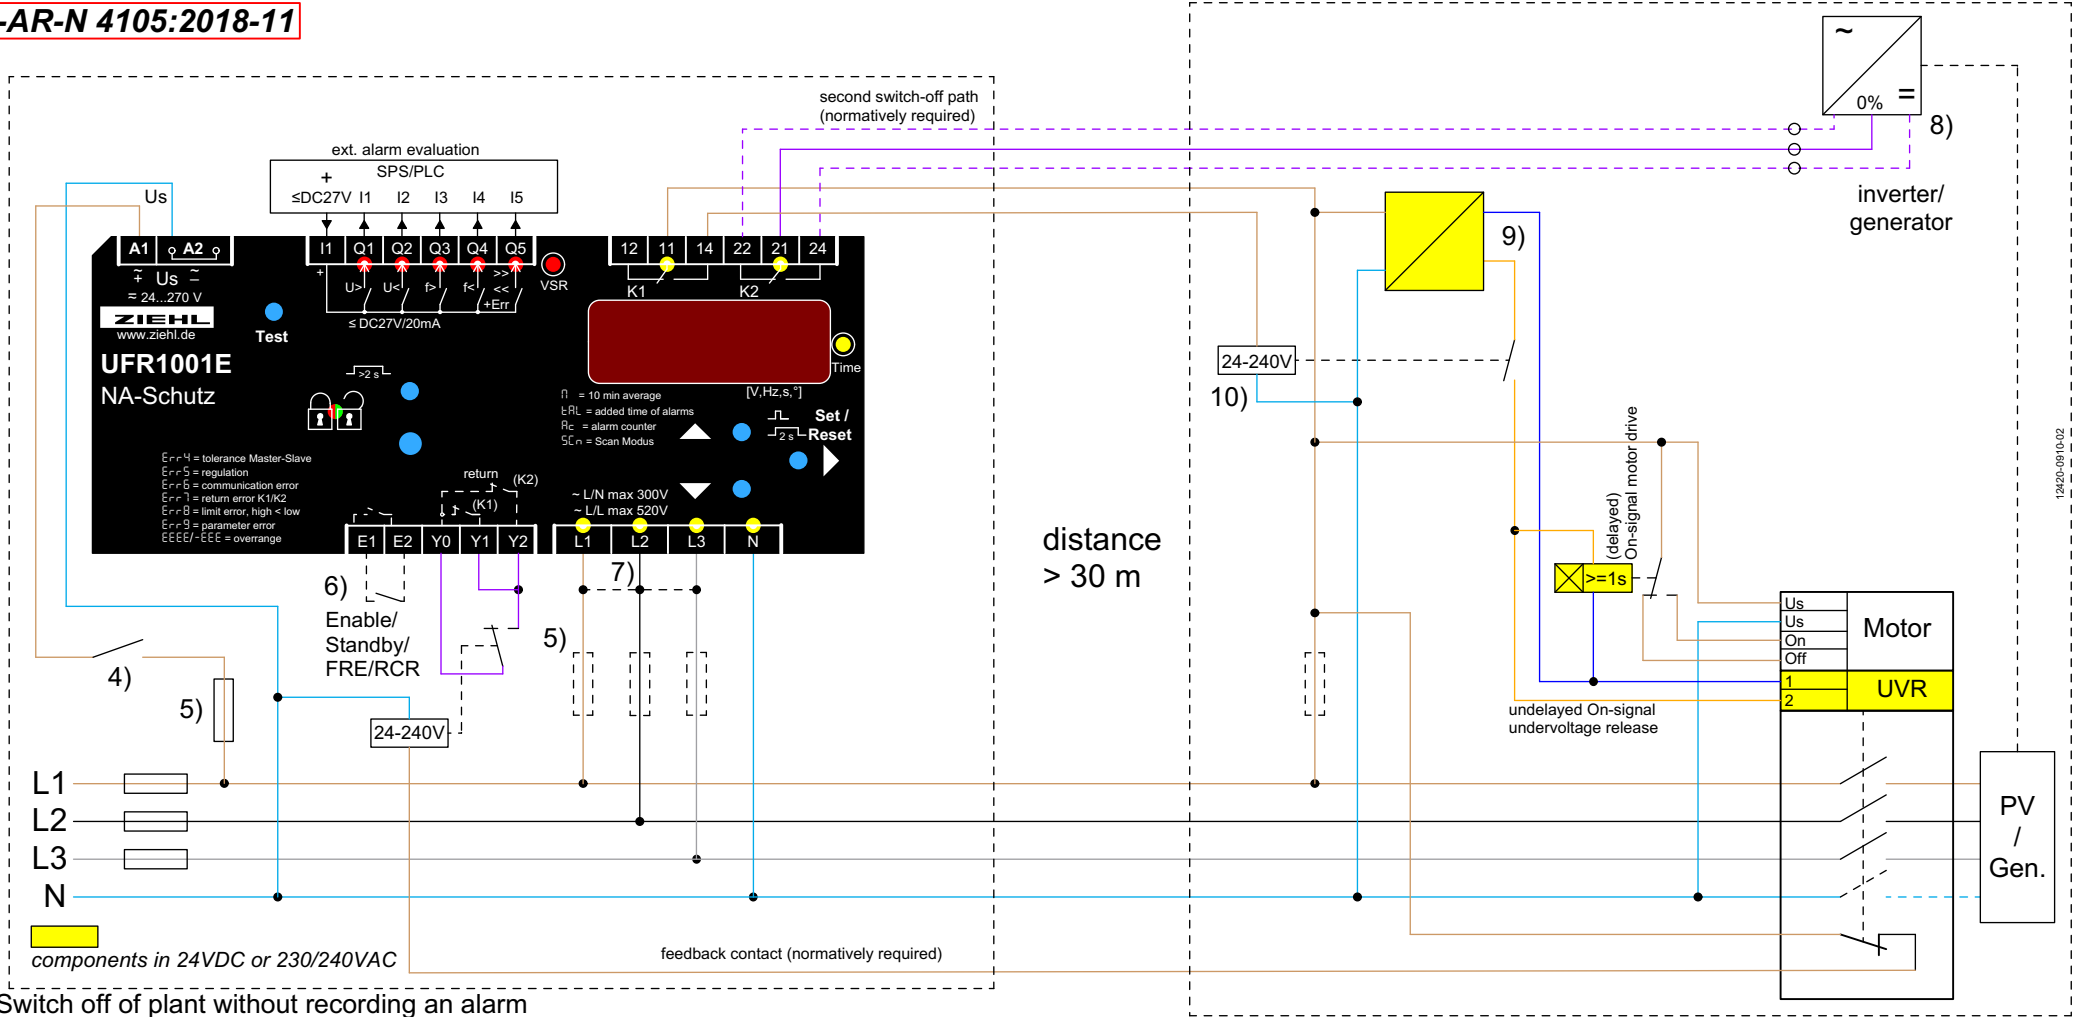 -AR-N 4105:2018-11
second switch-off path
(normatively required)
ext. alarm evaluation
SPS/PLC
+
≤DC27V I1 I2 I3 I4 I5
Us
A1 A2
I1 Q1 Q2 Q3 Q4 Q5
12 11 14 22 21 24
Us
≈ 24...270 V
ZIEHL
www.ziehl.de
UFR1001E
NA-Schutz
Test
+
U> U< f> f< >> <<
+Err
≤ DC27V/20mA
VSR
K1 K2
Time
[V,Hz,s,°]
>2 s
= 10 min average
tAL = added time of alarms
Ac = alarm counter
SCn = Scan Modus
Set /
2 s Reset
Err4 = tolerance Master-Slave
Err5 = regulation
Err6 = communication error
Err7 = return error K1/K2
Err8 = limit error, high < low
Err9 = parameter error
EEEE/-EEE = overrange
return
(K2)
(K1)
~ L/N max 300V
~ L/L max 520V
E1 E2 Y0 Y1 Y2
L1 L2 L3 N
6)
Enable/
Standby/
FRE/RCR
7)
5)
4)
5)
24-240V
L1
L2
L3
N
components in 24VDC or 230/240VAC
feedback contact (normatively required)
Switch off of plant without recording an alarm
distance
> 30 m
~
0%
=
8)
inverter/
generator
9)
24-240V
10)
(delayed)
On-signal motor drive
>=1s
Us
Us
On
Off
Motor
1
2
UVR
undelayed On-signal
undervoltage release
PV
/
Gen.
12420-0910-02